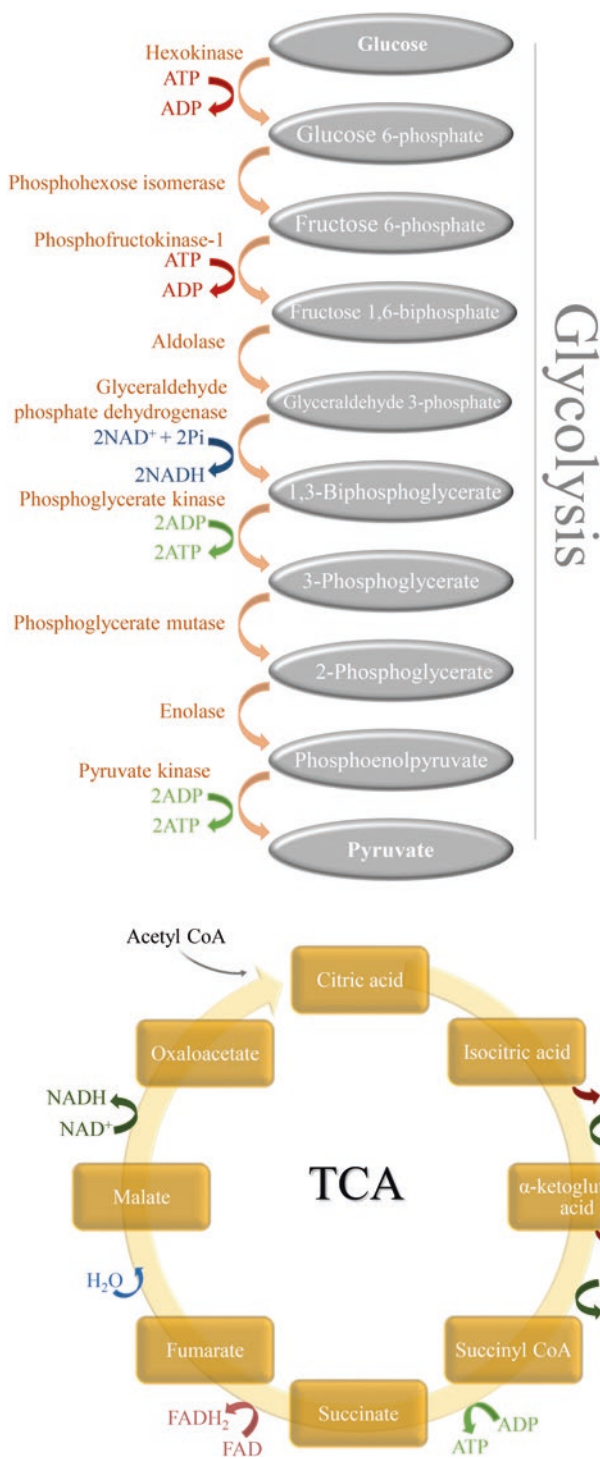 Glucose
Hexokinase
ATP
ADP
Glucose 6-phosphate
Phosphohexose isomerase
Fructose 6-phosphate
Phosphofructokinase-1
ATP
ADP
Fructose 1,6-biphosphate
Aldolase
Glyceraldehyde
phosphate dehydrogenase
Glyceraldehyde 3-phosphate
2NAD⁺ + 2Pi
2NADH
1,3-Biphosphoglycerate
Phosphoglycerate kinase
2ADP
2ATP
3-Phosphoglycerate
Phosphoglycerate mutase
2-Phosphoglycerate
Enolase
Phosphoenolpyruvate
Pyruvate kinase
2ADP
2ATP
Pyruvate
Glycolysis
Acetyl CoA
Citric acid
Oxaloacetate
Isocitric acid
NADH
NAD⁺
TCA
Malate
α-ketoglut
acid
H₂O
Fumarate
Succinyl CoA
Succinate
FADH₂
FAD
ADP
ATP